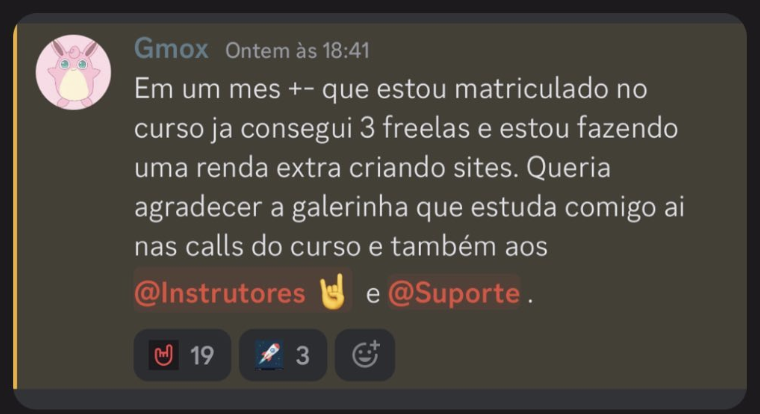 Gmox Ontem às 18:41
Em um mes +- que estou matriculado no
curso ja consegui 3 freelas e estou fazendo
uma renda extra criando sites. Queria
agradecer a galerinha que estuda comigo ai
nas calls do curso e também aos
@Instrutores 🤘 e @Suporte .
19 3